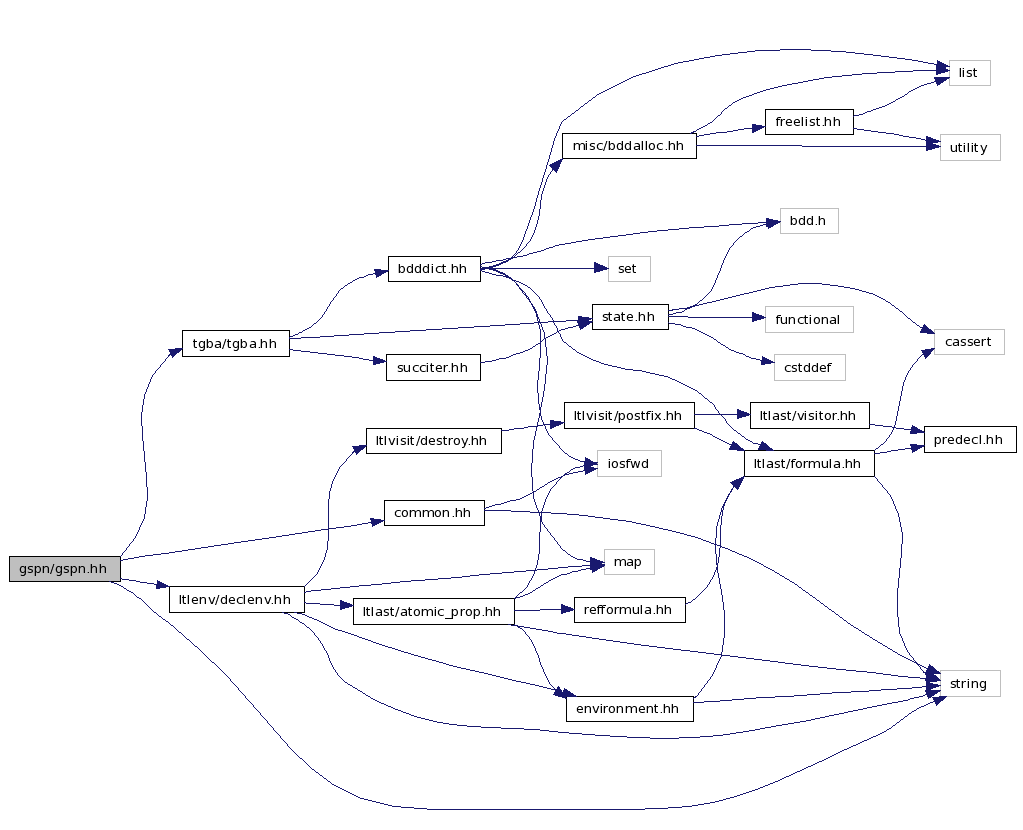 list
freelist.hh
misc/bddalloc.hh
utility
bdd.h
bdddict.hh
set
state.hh
functional
tgba/tgba.hh
cassert
succiter.hh
cstddef
ltlvisit/postfix.hh
ltlast/visitor.hh
ltlvisit/destroy.hh
predecl.hh
iosfwd
ltlast/formula.hh
common.hh
map
gspn/gspn.hh
ltlenv/declenv.hh
ltlast/atomic_prop.hh
refformula.hh
string
environment.hh